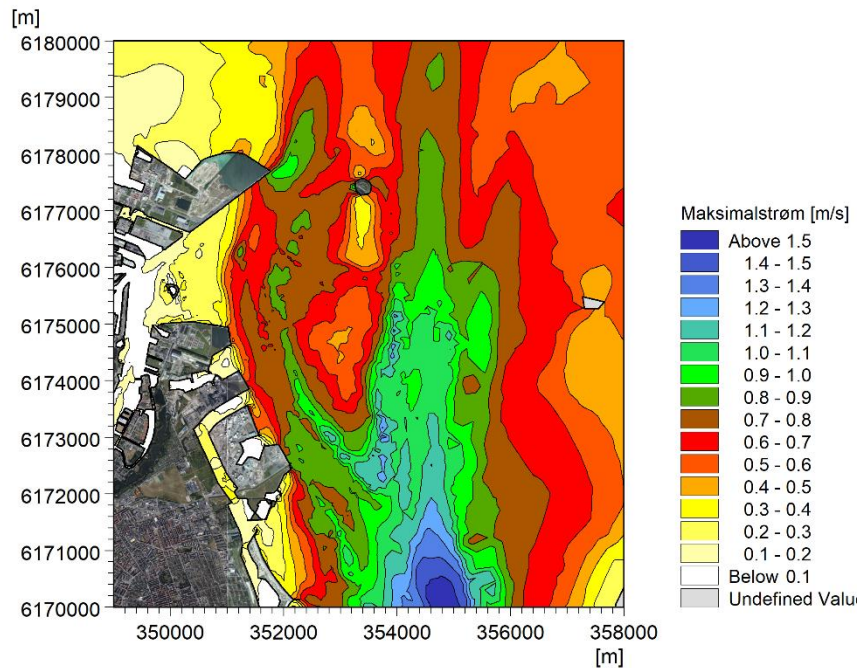 [m]
6180000
6179000
6178000
6177000
6176000
6175000
6174000
6173000
6172000
6171000
6170000
350000 352000 354000 356000 358000
[m]
Maksimalstrøm [m/s]
Above 1.5
1.4 - 1.5
1.3 - 1.4
1.2 - 1.3
1.1 - 1.2
1.0 - 1.1
0.9 - 1.0
0.8 - 0.9
0.7 - 0.8
0.6 - 0.7
0.5 - 0.6
0.4 - 0.5
0.3 - 0.4
0.2 - 0.3
0.1 - 0.2
Below 0.1
Undefined Value